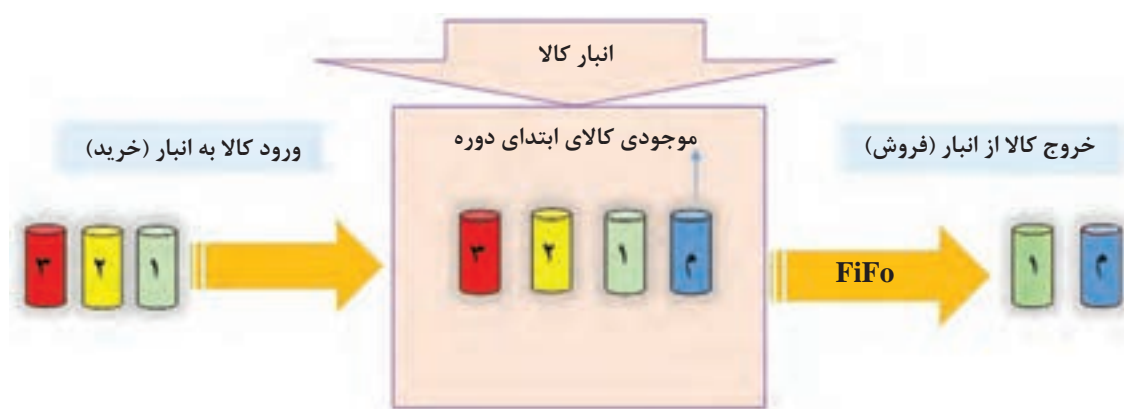 انبار کالا
موجودی کالای ابتدای دوره
خروج کالا از انبار (فروش)
ورود کالا به انبار (خرید)
م
۱
FiFo
م
۱
۲
۳
۱
۲
۳